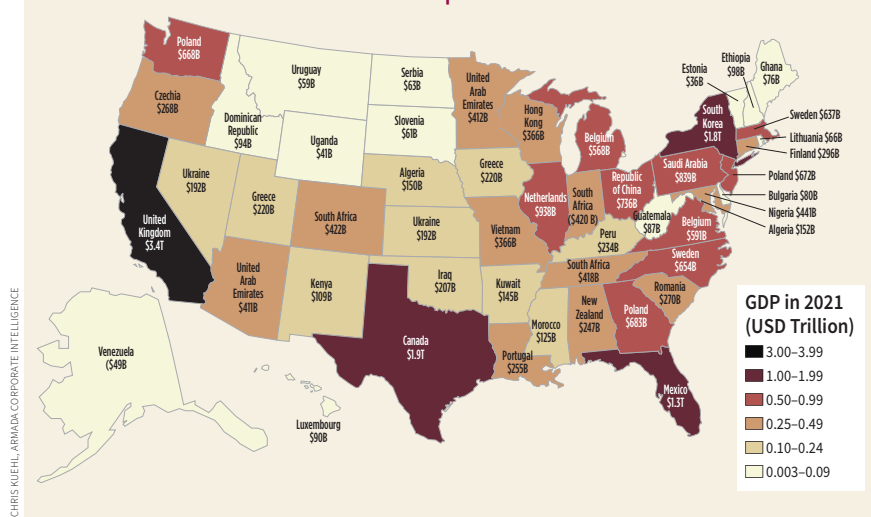 Poland
$668B
Czechia
$268B
Uruguay
$59B
Dominican
Republic
$94B
Serbia
$63B
Slovenia
$61B
Uganda
$41B
United
Arab
Emirates
$412B
Hong
Kong
$366B
Belgium
$568B
Estonia
$36B
Ethiopia
$98B
Ghana
$76B
South
Korea
$1.8T
Sweden $637B
Lithuania $66B
Finland $296B
Poland $672B
Bulgaria $80B
Nigeria $441B
Algeria $152B
Saudi Arabia
$839B
Ukraine
$192B
Greece
$220B
Algeria
$150B
Greece
$220B
Netherlands
$938B
South
Africa
($420 B)
Republic
of China
$736B
Guatemala
$87B
Belgium
$591B
United
Kingdom
$3.4T
South Africa
$422B
Ukraine
$192B
Vietnam
$366B
Peru
$234B
Sweden
$654B
United
Arab
Emirates
$411B
Kenya
$109B
Iraq
$207B
Kuwait
$145B
South Africa
$418B
Romania
$270B
Canada
$1.9T
Portugal
$255B
Morocco
$125B
New
Zealand
$247B
Poland
$683B
Mexico
$1.3T
Venezuela
($49B
Luxembourg
$90B
GDP in 2021
(USD Trillion)
3.00–3.99
1.00–1.99
0.50–0.99
0.25–0.49
0.10–0.24
0.003–0.09
CHRIS KUEHL, ARMADA CORPORATE INTELLIGENCE